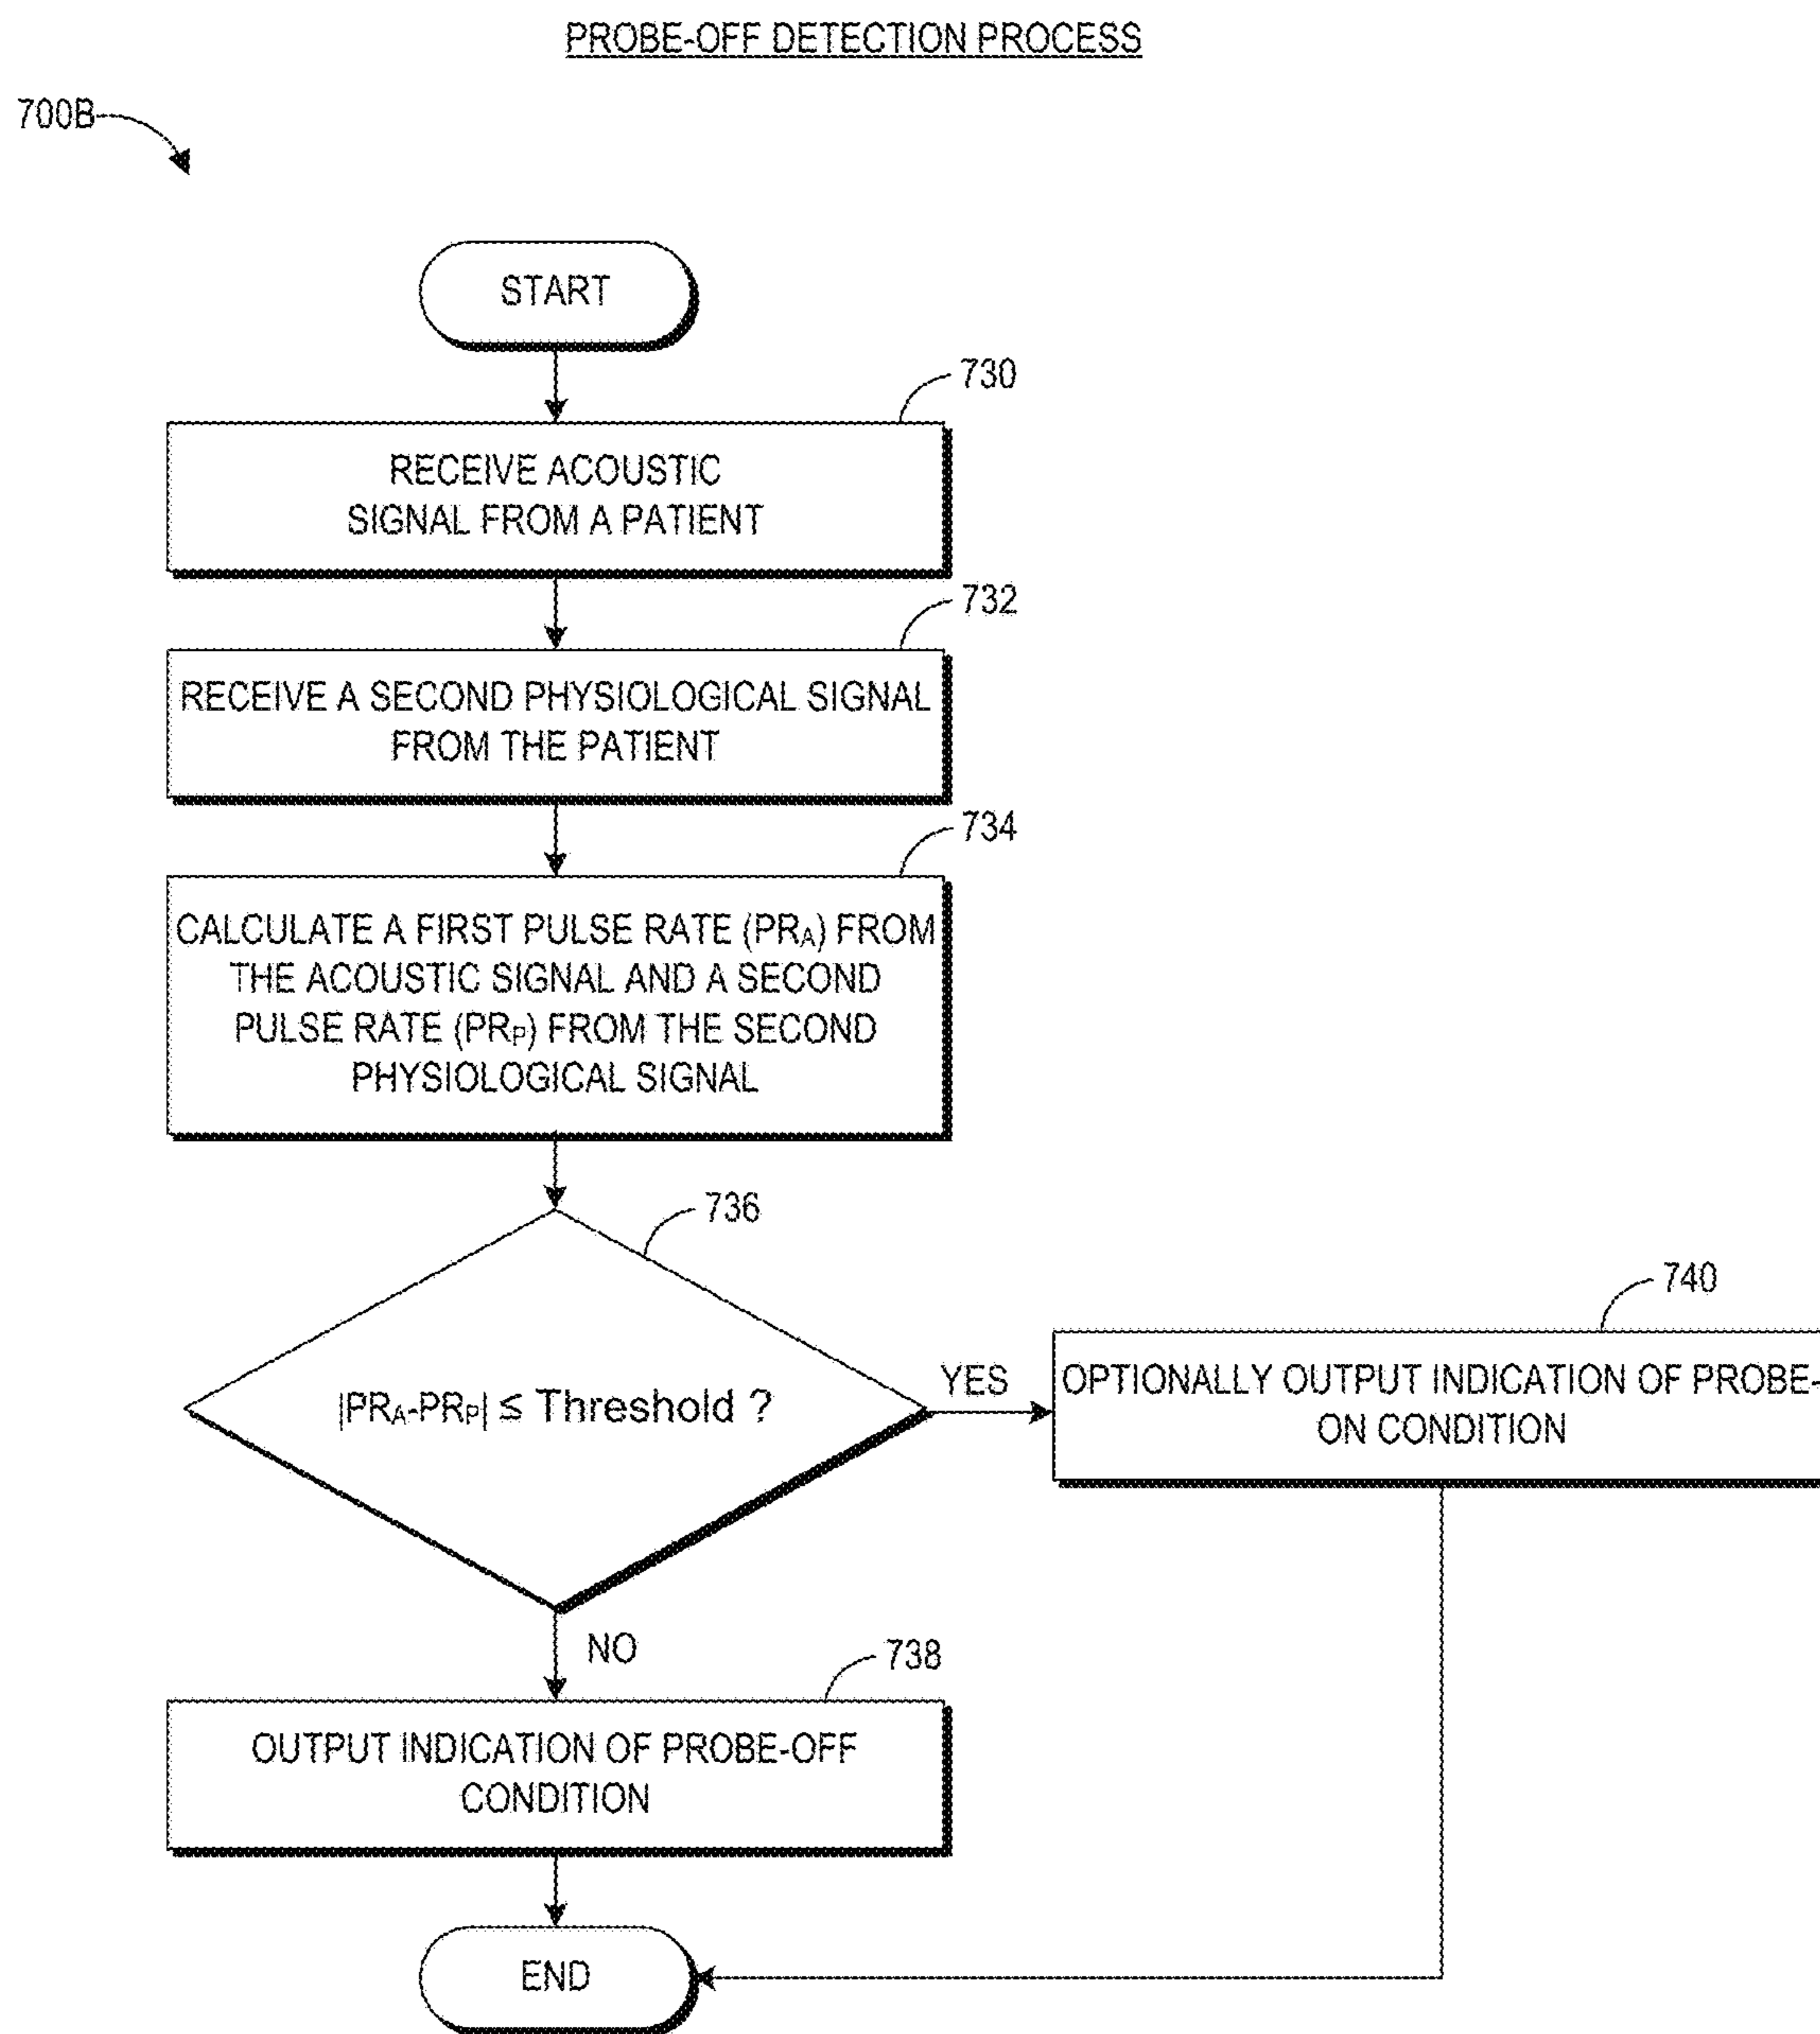 PROBE-OFF DETECTION PROCESS
700B
START
730
RECEIVE ACOUSTIC
SIGNAL FROM A PATIENT
732
RECEIVE A SECOND PHYSIOLOGICAL SIGNAL
FROM THE PATIENT
734
CALCULATE A FIRST PULSE RATE (PRA) FROM
THE ACOUSTIC SIGNAL AND A SECOND
PULSE RATE (PRP) FROM THE SECOND
PHYSIOLOGICAL SIGNAL
736
|PRA-PRP| ≤ Threshold ?
YES
740
OPTIONALLY OUTPUT INDICATION OF PROBE-
ON CONDITION
NO
738
OUTPUT INDICATION OF PROBE-OFF
CONDITION
END